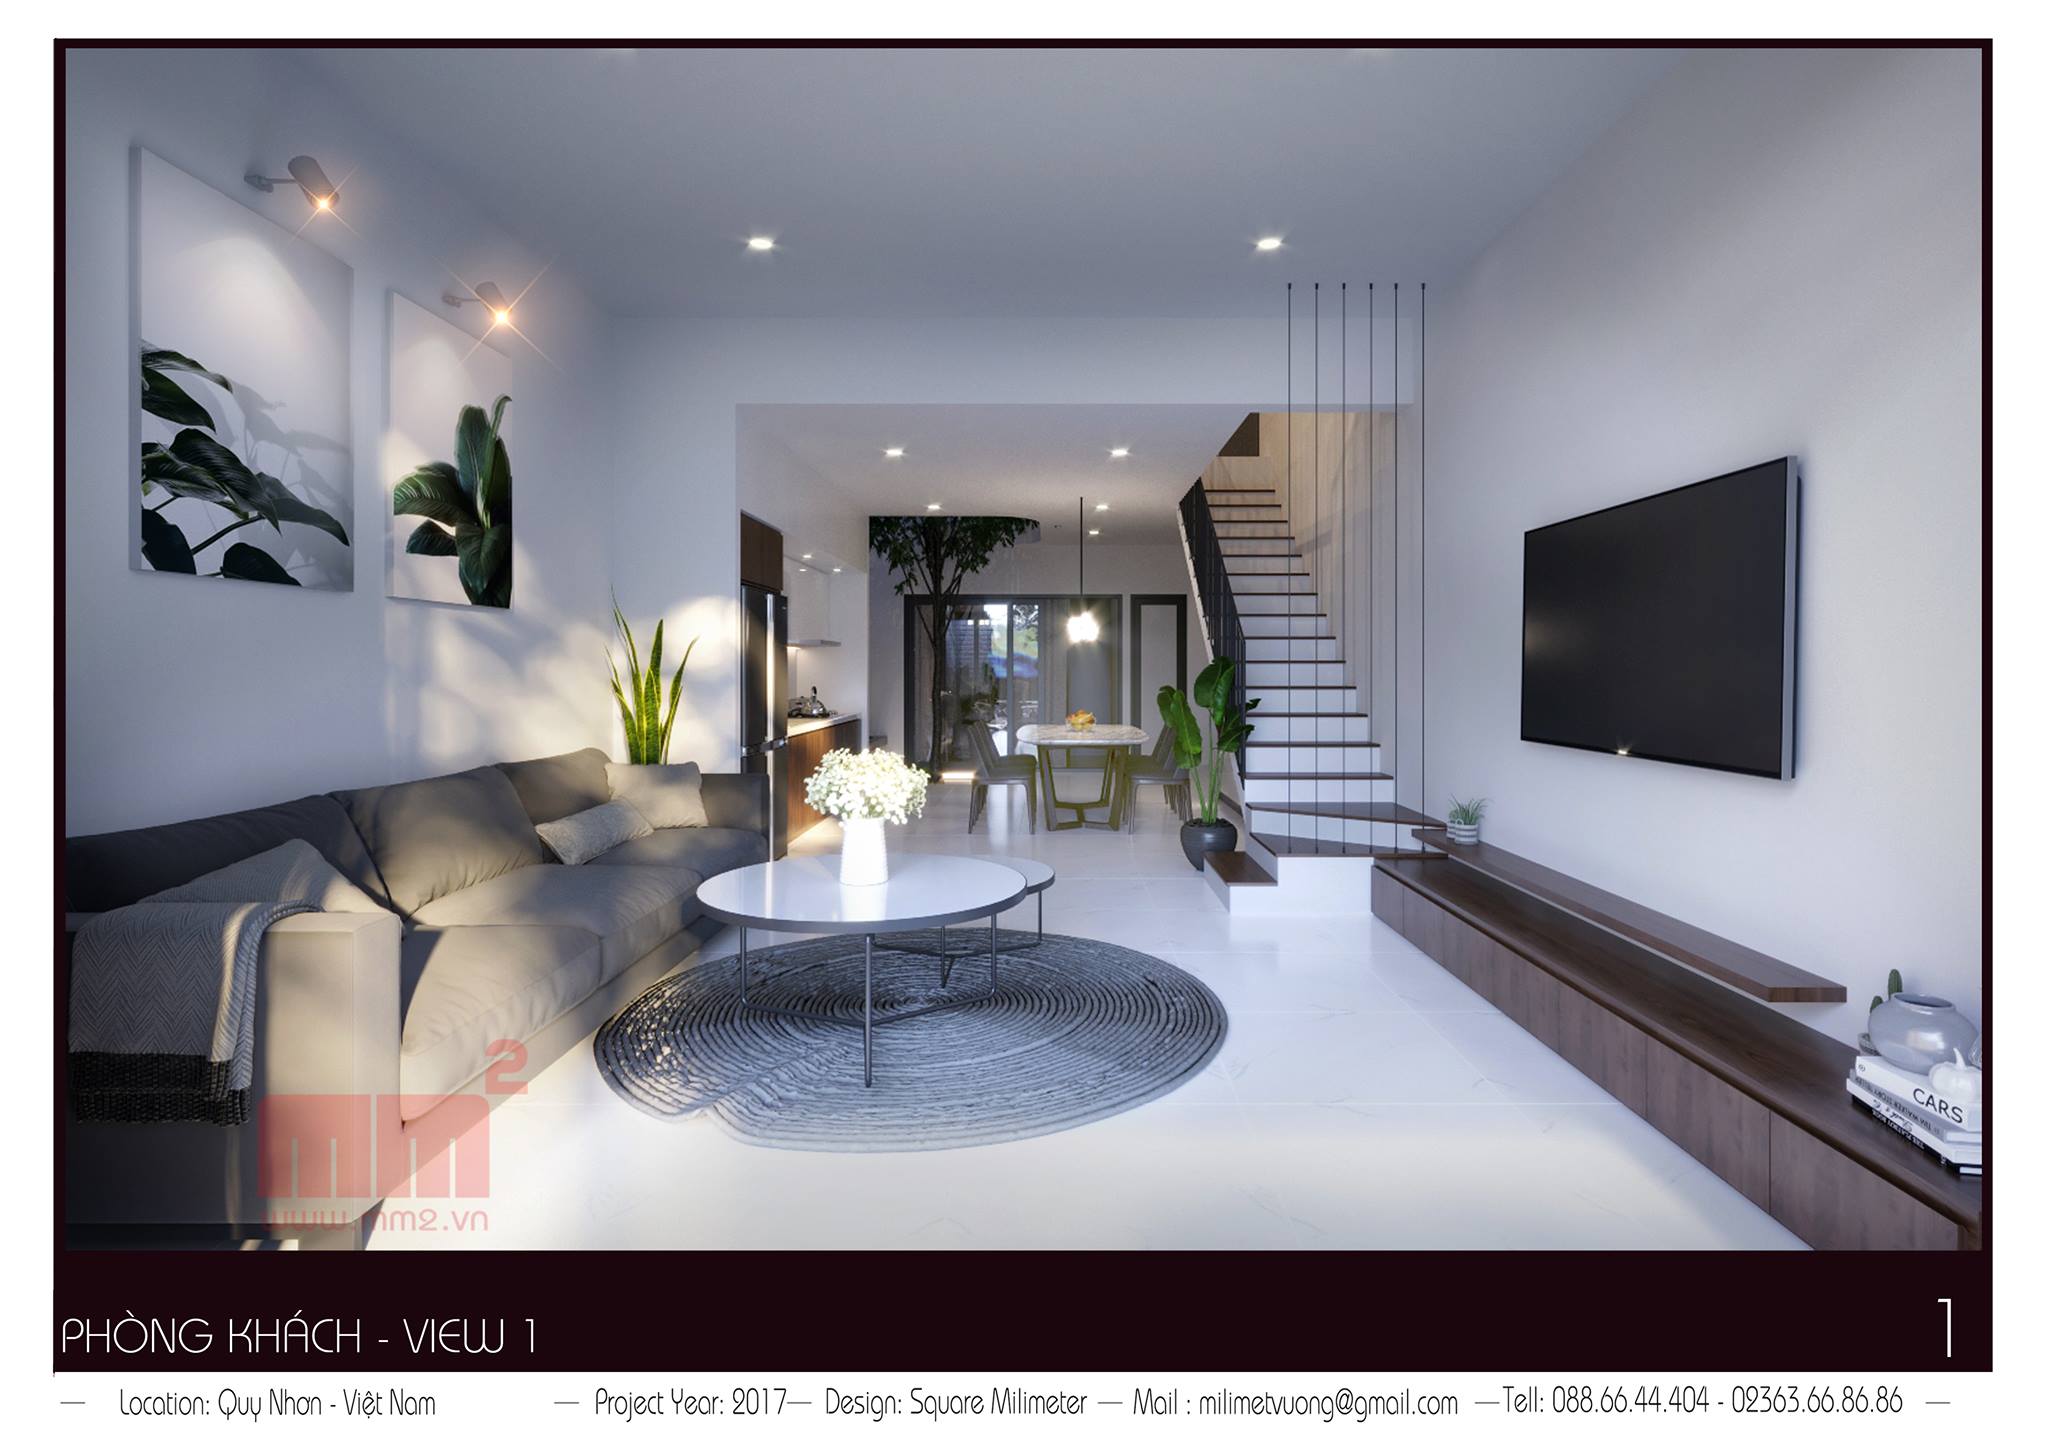 CARS
mm2
www.mm2.vn
PHÒNG KHÁCH - VIEW 1
1
— Location: Quy Nhơn - Việt Nam — Project Year: 2017— Design: Square Milimeter — Mail : milimetvuong@gmail.com —Tell: 088.66.44.404 - 02363.66.86.86 —